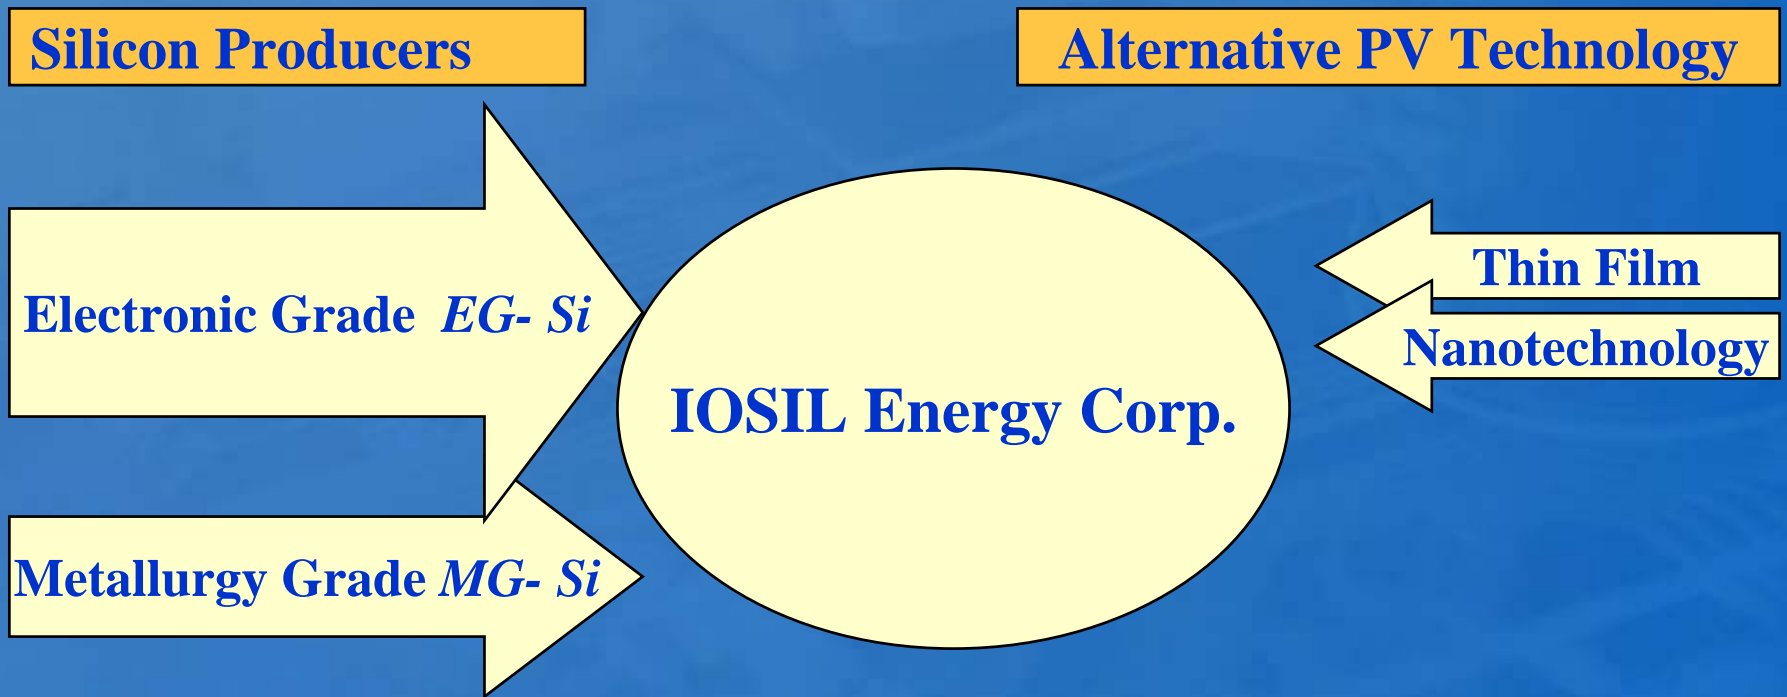 Silicon Producers
Alternative PV Technology
Electronic Grade EG- Si
Metallurgy Grade MG- Si
IOSIL Energy Corp.
Thin Film
Nanotechnology